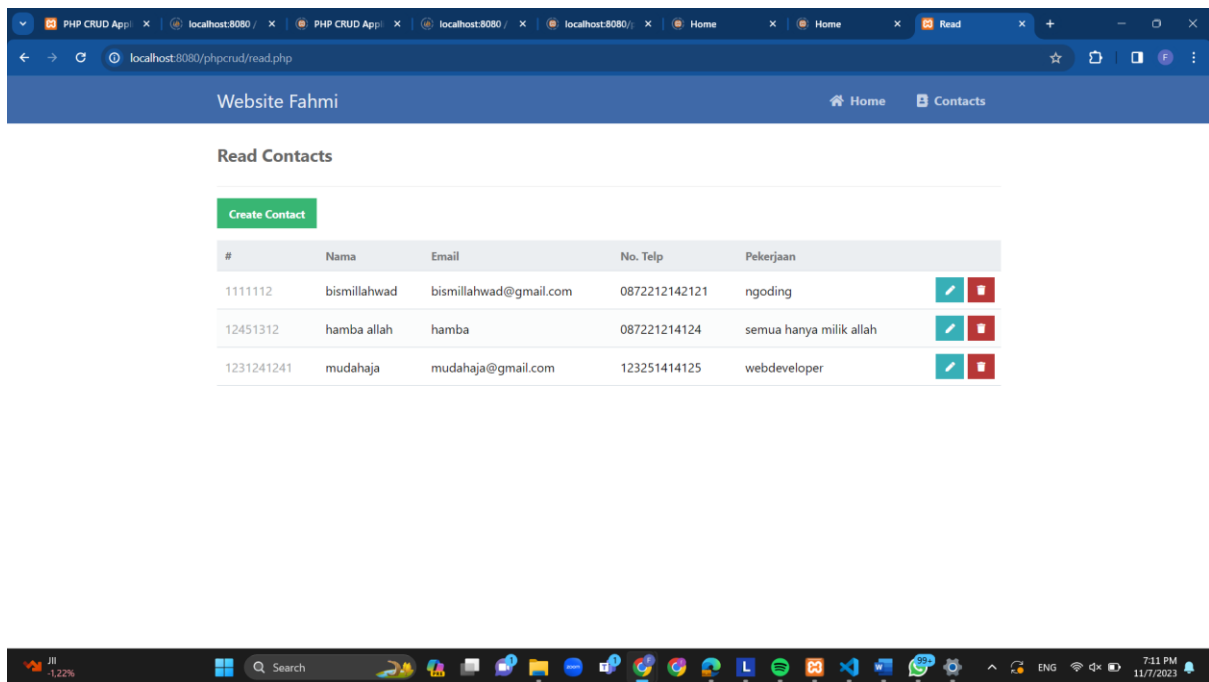 PHP CRUD Appl localhost:8080 / PHP CRUD Appl localhost:8080 / localhost:8080/ Home Home Read
localhost:8080/phpcrud/read.php F
Website Fahmi Home Contacts
Read Contacts
Create Contact
# Nama Email No. Telp Pekerjaan
1111112 bismillahwad bismillahwad@gmail.com 0872212142121 ngoding
12451312 hamba allah hamba 087221214124 semua hanya milik allah
1231241241 mudahaja mudahaja@gmail.com 123251414125 webdeveloper
JII
-1,22%
Search
zoom
L
99+
ENG
7:11 PM
11/7/2023